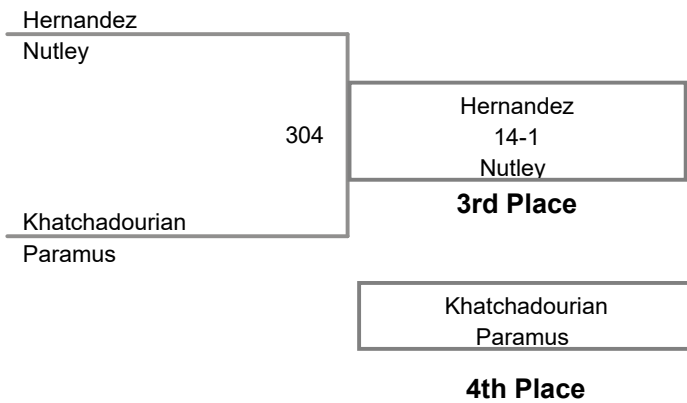 Hernandez
Nutley
304
Hernandez
14-1
Nutley
3rd Place
Khatchadourian
Paramus
Khatchadourian
Paramus
4th Place